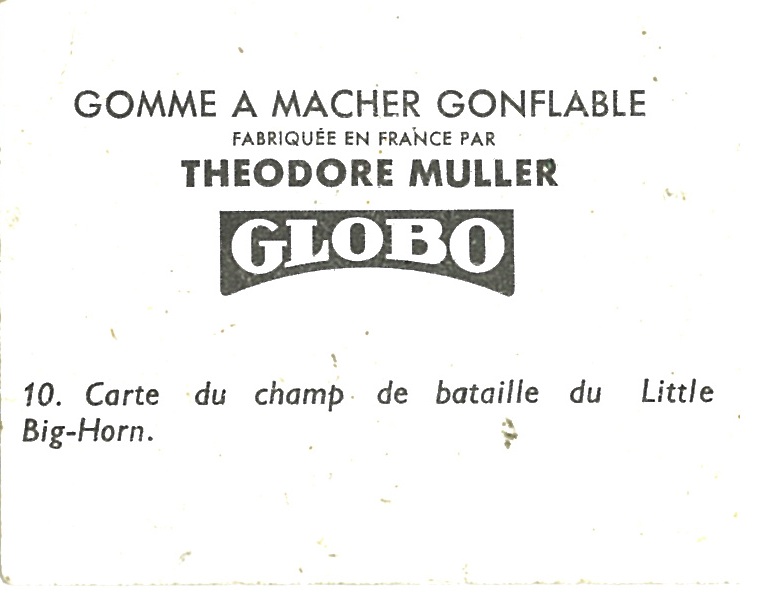 GOMME A MACHER GONFLABLE
FABRIQUÉE EN FRANCE PAR
THEODORE MULLER
GLOBO
10. Carte du champ de bataille du Little
Big-Horn.